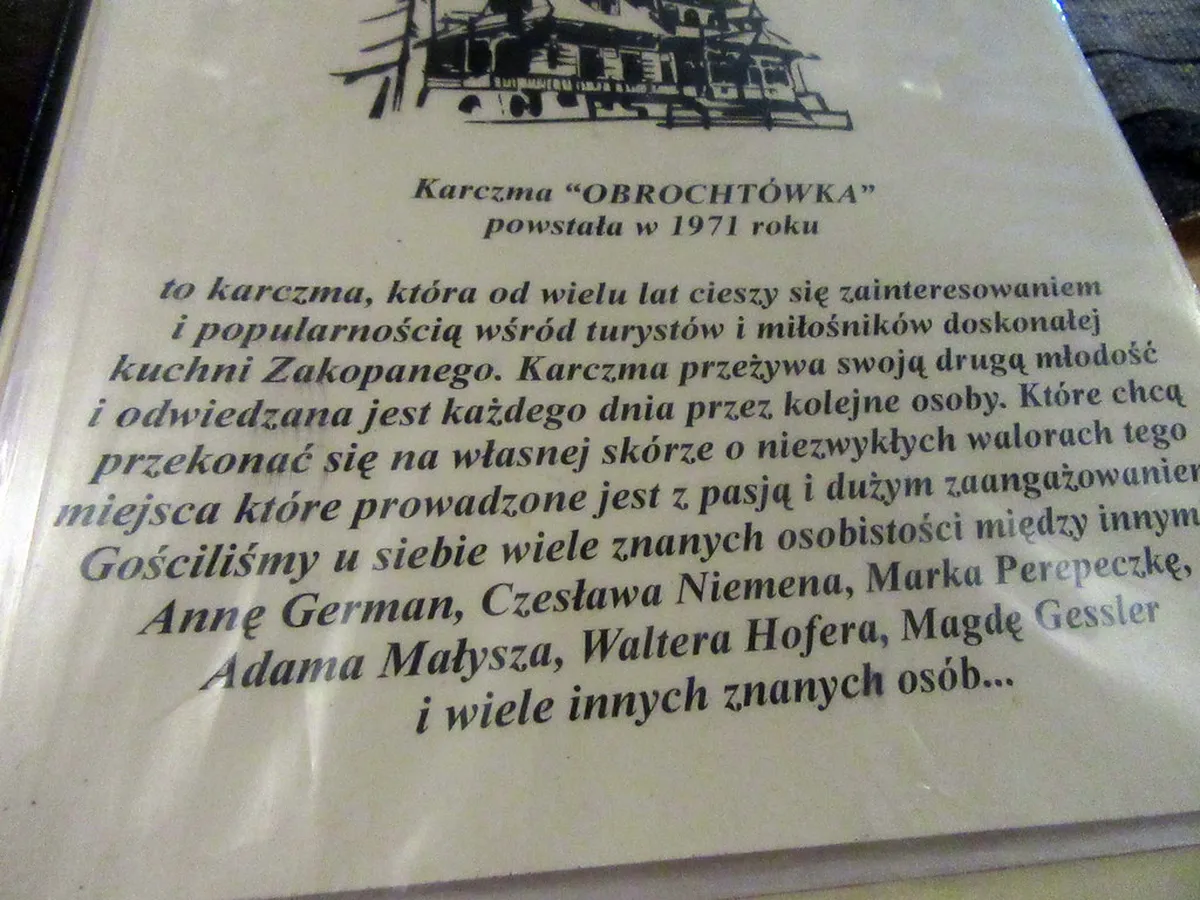 Karczma “OBROCHTÓWKA”
powstała w 1971 roku
to karczma, która od wielu lat cieszy się zainteresowaniem
i popularnością wśród turystów i miłośników doskonałej
kuchni Zakopanego. Karczma przeżywa swoją drugą młodość
i odwiedzana jest każdego dnia przez kolejne osoby. Które chcą
przekonać się na własnej skórze o niezwykłych walorach tego
miejsca które prowadzone jest z pasją i dużym zaangażowanie
Gościliśmy u siebie wiele znanych osobistości między innym
Annę German, Czesława Niemena, Marka Perepeczkę,
Adama Małysza, Waltera Hofera, Magdę Gessler
i wiele innych znanych osób...